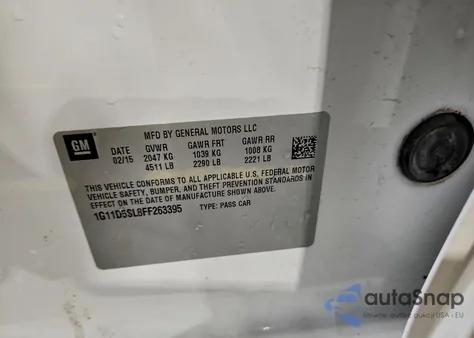 GM
MFD BY GENERAL MOTORS LLC
DATE GVWR GAWR FRT GAWR RR
02/15 2047 KG 1039 KG 1008 KG
4511 LB 2290 LB 2221 LB
THIS VEHICLE CONFORMS TO ALL APPLICABLE U.S. FEDERAL MOTOR
VEHICLE SAFETY, BUMPER, AND THEFT PREVENTION STANDARDS IN
EFFECT ON THE DATE OF MANUFACTURE SHOWN ABOVE.
1G11D5SL8FF263395 TYPE: PASS CAR
autoSnap